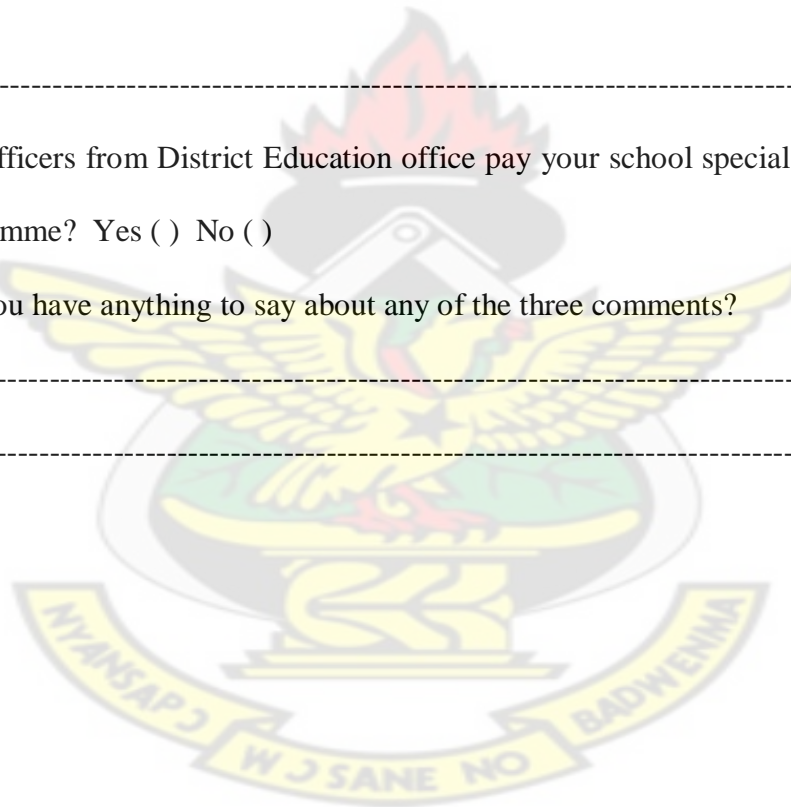 --------------------------------------------------------------------------------
fficers from District Education office pay your school special
mme? Yes ( ) No ( )
ou have anything to say about any of the three comments?
--------------------------------------------------------------------------------
--------------------------------------------------------------------------------
NYANSAPƆ WƆSANE NO BADWENMA